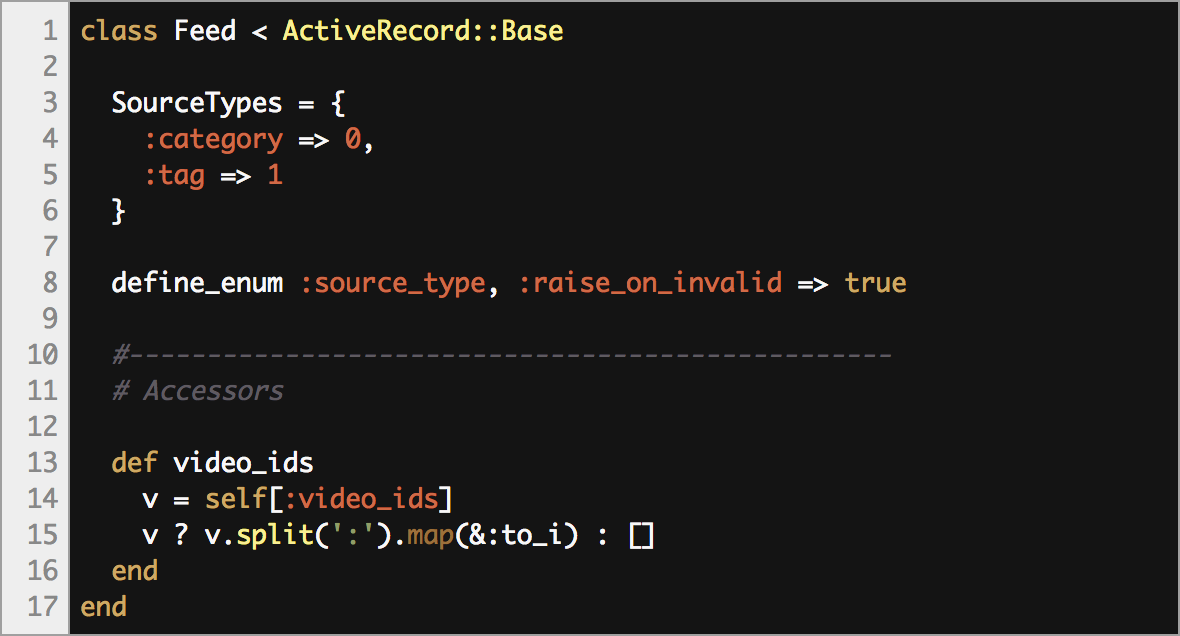 1 class Feed < ActiveRecord::Base
2
3   SourceTypes = {
4     :category => 0,
5     :tag => 1
6   }
7
8   define_enum :source_type, :raise_on_invalid => true
9
10   #-------------------------------------------------
11   # Accessors
12
13   def video_ids
14     v = self[:video_ids]
15     v ? v.split(':').map(&:to_i) : []
16   end
17 end